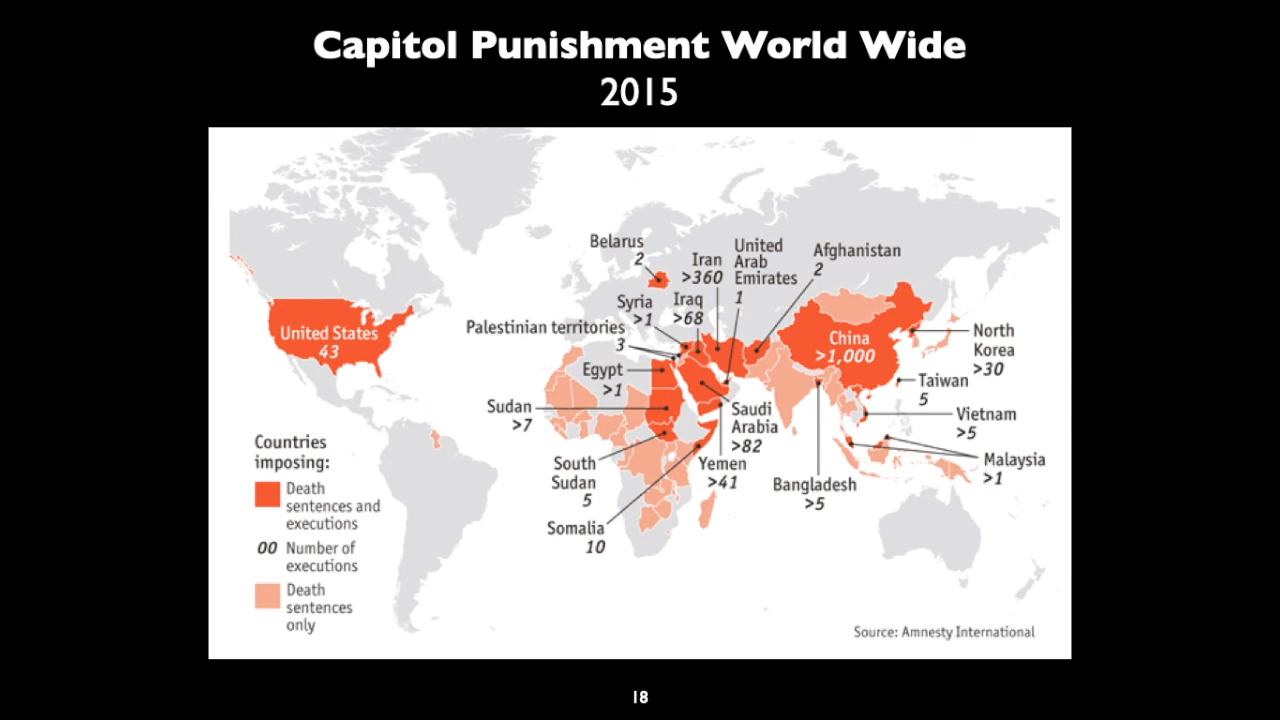 Capitol Punishment World Wide
2015
Belarus
2
Iran
>360
United
Arab
Emirates
1
Afghanistan
2
Syria
>1
Iraq
>68
Palestinian territories
3
United States
43
China
>1,000
North
Korea
>30
Egypt
>1
Taiwan
5
Sudan
>7
Saudi
Arabia
>82
Vietnam
>5
South
Sudan
5
Yemen
>41
Malaysia
>1
Bangladesh
>5
Somalia
10
Countries
imposing:
Death
sentences and
executions
00 Number of
executions
Death
sentences
only
Source: Amnesty International
18